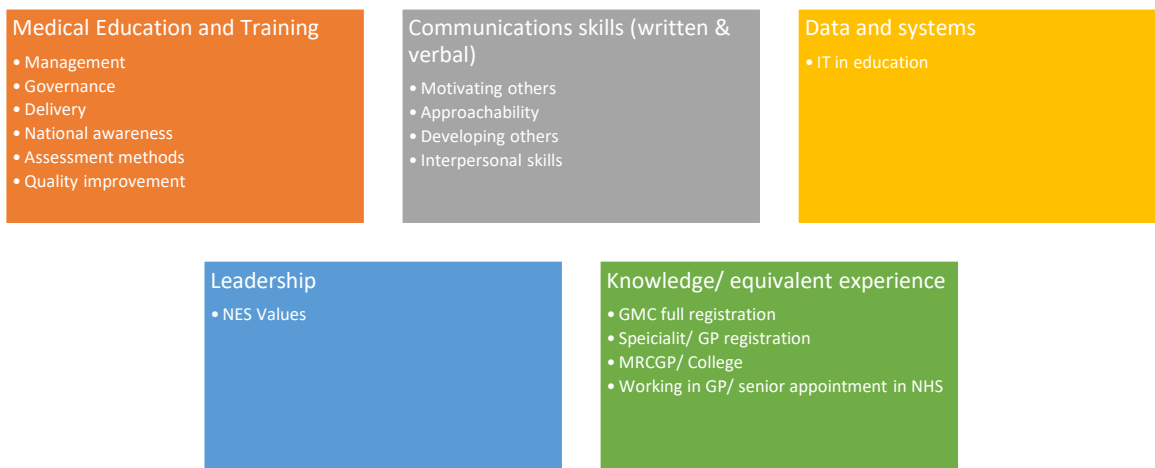 Medical Education and Training
• Management
• Governance
• Delivery
• National awareness
• Assessment methods
• Quality improvement
Communications skills (written &
verbal)
• Motivating others
• Approachability
• Developing others
• Interpersonal skills
Data and systems
• IT in education
Leadership
• NES Values
Knowledge/ equivalent experience
• GMC full registration
• Speicialit/ GP registration
• MRCGP/ College
• Working in GP/ senior appointment in NHS